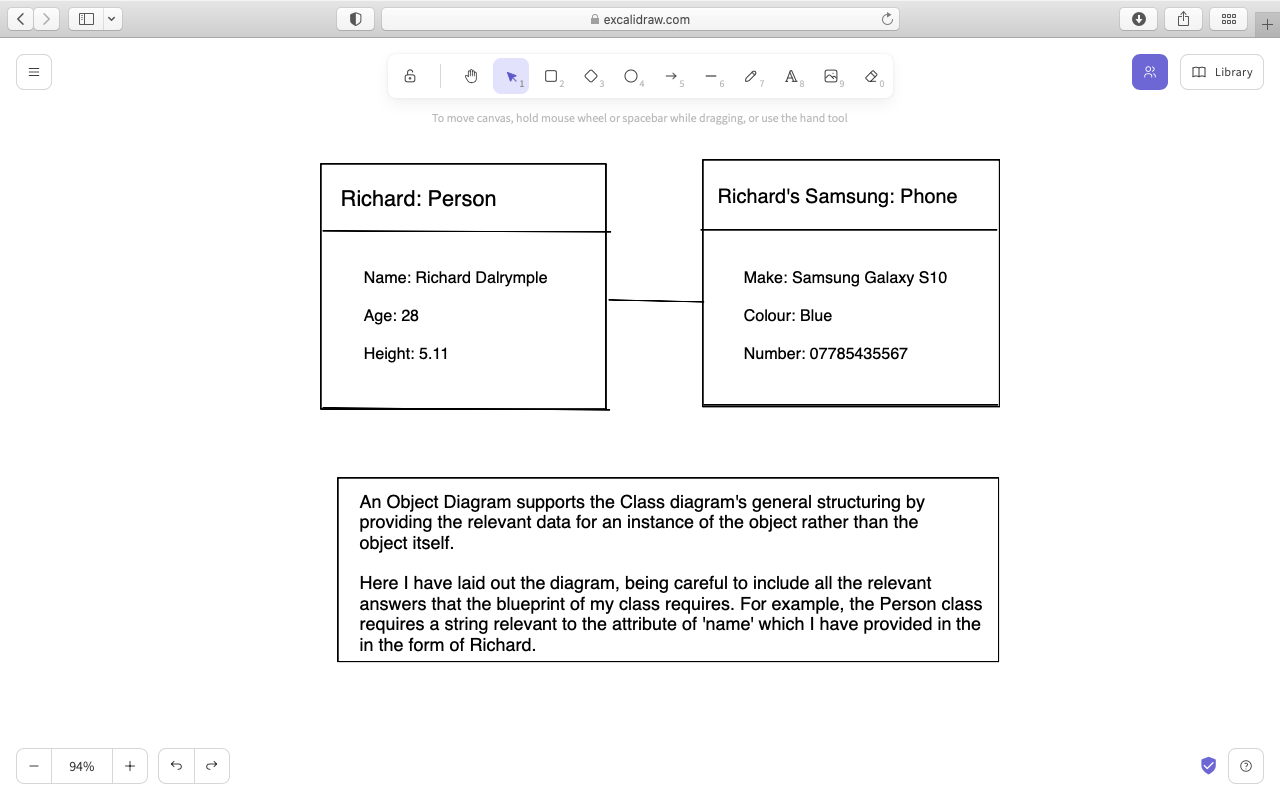 excalidraw.com
1
2
3
4
5
6
7
8
9
0
Library
To move canvas, hold mouse wheel or spacebar while dragging, or use the hand tool
Richard: Person
Name: Richard Dalrymple
Age: 28
Height: 5.11
Richard's Samsung: Phone
Make: Samsung Galaxy S10
Colour: Blue
Number: 07785435567
An Object Diagram supports the Class diagram's general structuring by
providing the relevant data for an instance of the object rather than the
object itself.
Here I have laid out the diagram, being careful to include all the relevant
answers that the blueprint of my class requires. For example, the Person class
requires a string relevant to the attribute of 'name' which I have provided in the
in the form of Richard.
94%